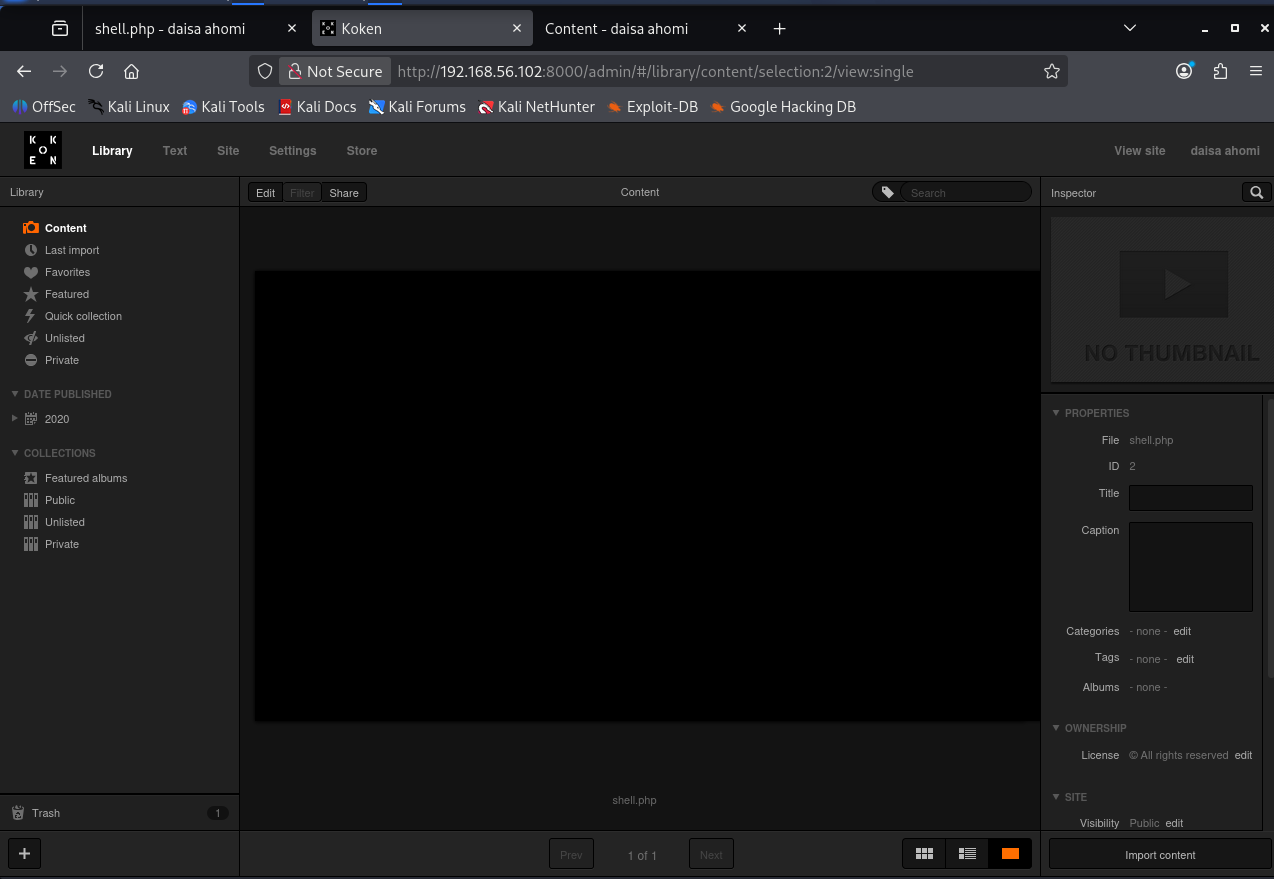 shell.php - daisa ahomi
Koken
Content - daisa ahomi
Not Secure http://192.168.56.102:8000/admin/#/library/content/selection:2/view:single
OffSec Kali Linux Kali Tools Kali Docs Kali Forums Kali NetHunter Exploit-DB Google Hacking DB
K K
O
E N
Library Text Site Settings Store View site daisa ahomi
Library
Edit Filter Share Content Search
Inspector
Content
Last import
Favorites
Featured
Quick collection
Unlisted
Private
DATE PUBLISHED
2020
COLLECTIONS
Featured albums
Public
Unlisted
Private
Trash 1
shell.php
Prev 1 of 1 Next
NO THUMBNAIL
PROPERTIES
File shell.php
ID 2
Title
Caption
Categories - none - edit
Tags - none - edit
Albums - none -
OWNERSHIP
License © All rights reserved edit
SITE
Visibility Public edit
Import content